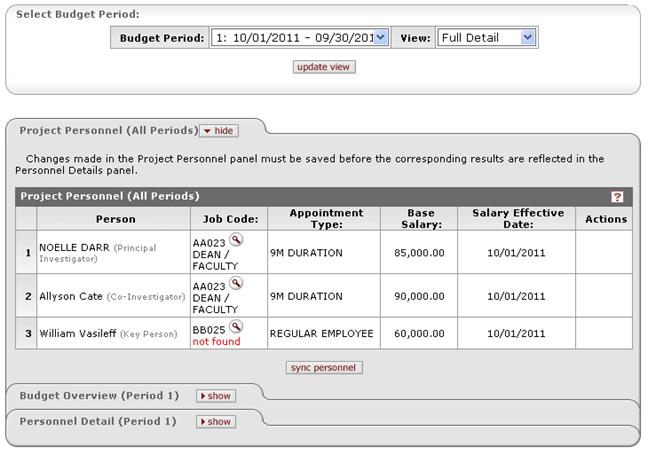 Select Budget Period:
Budget Period: 1: 10/01/2011 - 09/30/201 View: Full Detail
update view
Project Personnel (All Periods) hide
Changes made in the Project Personnel panel must be saved before the corresponding results are reflected in the
Personnel Details panel.
Project Personnel (All Periods) ?
Person Job Code: Appointment Type: Base Salary: Salary Effective Date: Actions
1 NOELLE DARR (Principal Investigator) AA023 DEAN / FACULTY 9M DURATION 85,000.00 10/01/2011
2 Allyson Cate (Co-Investigator) AA023 DEAN / FACULTY 9M DURATION 90,000.00 10/01/2011
3 William Vasileff (Key Person) BB025 not found REGULAR EMPLOYEE 60,000.00 10/01/2011
sync personnel
Budget Overview (Period 1) show
Personnel Detail (Period 1) show